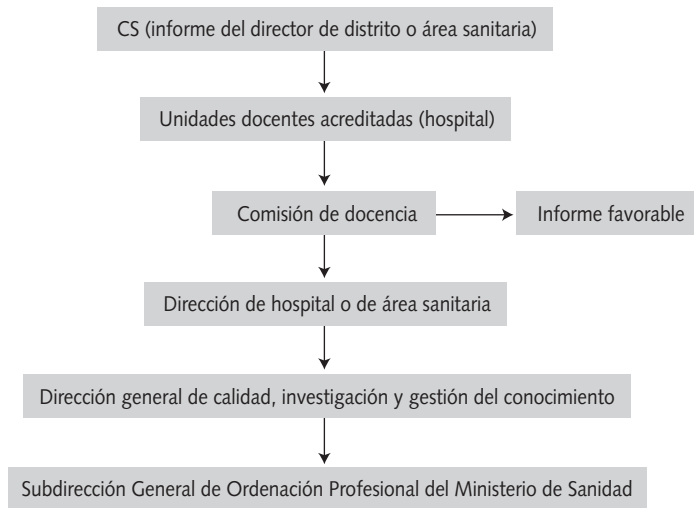 CS (informe del director de distrito o área sanitaria)
Unidades docentes acreditadas (hospital)
Comisión de docencia
Informe favorable
Dirección de hospital o de área sanitaria
Dirección general de calidad, investigación y gestión del conocimiento
Subdirección General de Ordenación Profesional del Ministerio de Sanidad